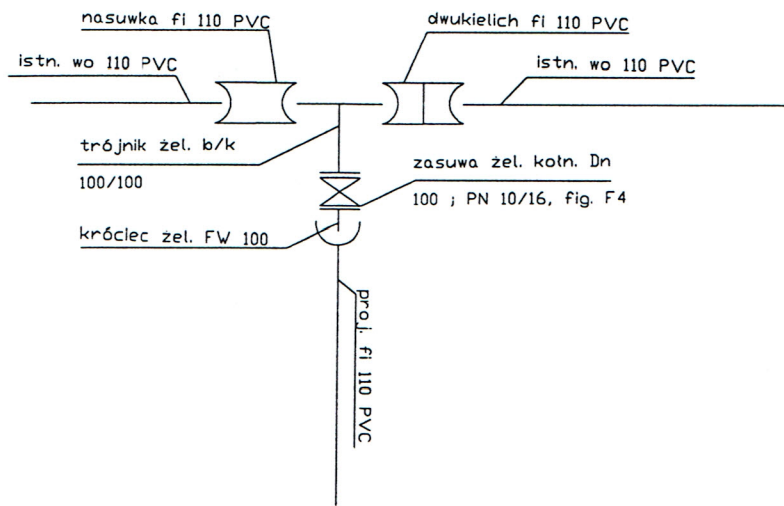 nasuwka fi 110 PVC
dwukielich fi 110 PVC
istn. wo 110 PVC
istn. wo 110 PVC
trójnik żel. b/k
100/100
zasuwa żel. kołn. Dn
100 ; PN 10/16, fig. F4
króciec żel. FW 100
proj. fi 110 PVC